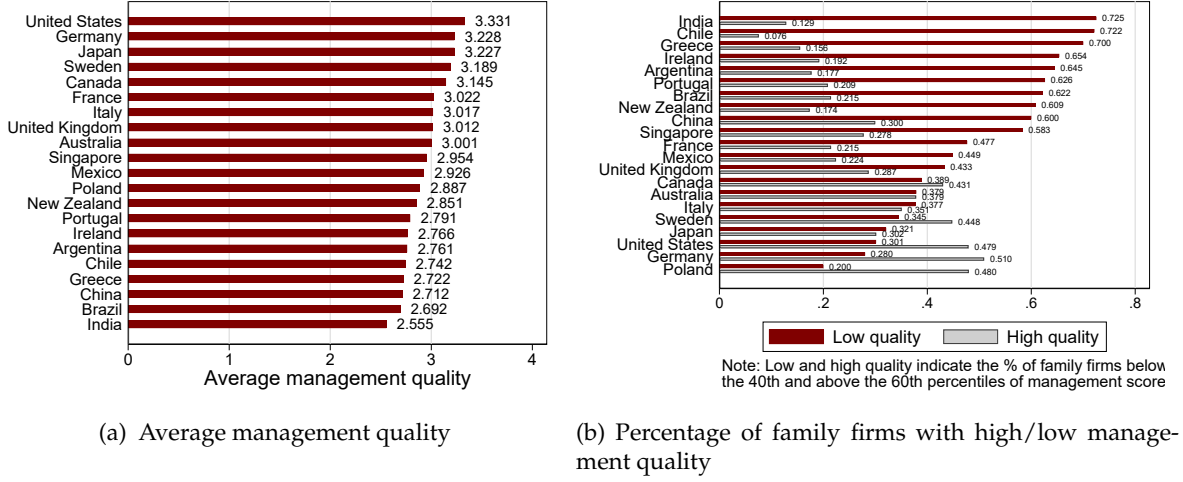 United States 3.331
Germany 3.228
Japan 3.227
Sweden 3.189
Canada 3.145
France 3.022
Italy 3.017
United Kingdom 3.012
Australia 3.001
Singapore 2.954
Mexico 2.926
Poland 2.887
New Zealand 2.851
Portugal 2.791
Ireland 2.766
Argentina 2.761
Chile 2.742
Greece 2.722
China 2.712
Brazil 2.692
India 2.555
0 1 2 3 4
Average management quality
(a) Average management quality
India 0.725
0.129
Chile 0.722
0.076
Greece 0.700
0.156
Ireland 0.654
0.192
Argentina 0.645
0.177
Portugal 0.626
0.209
Brazil 0.622
0.215
New Zealand 0.609
0.174
China 0.600
0.300
Singapore 0.583
0.278
France 0.477
0.215
Mexico 0.449
0.224
United Kingdom 0.433
0.287
Canada 0.389
0.431
Australia 0.379
0.379
Italy 0.377
0.351
Sweden 0.345
0.448
Japan 0.321
0.302
United States 0.301
0.479
Germany 0.280
0.510
Poland 0.200
0.480
0 .2 .4 .6 .8
Low quality High quality
Note: Low and high quality indicate the % of family firms below
the 40th and above the 60th percentiles of management score
(b) Percentage of family firms with high/low manage-
ment quality